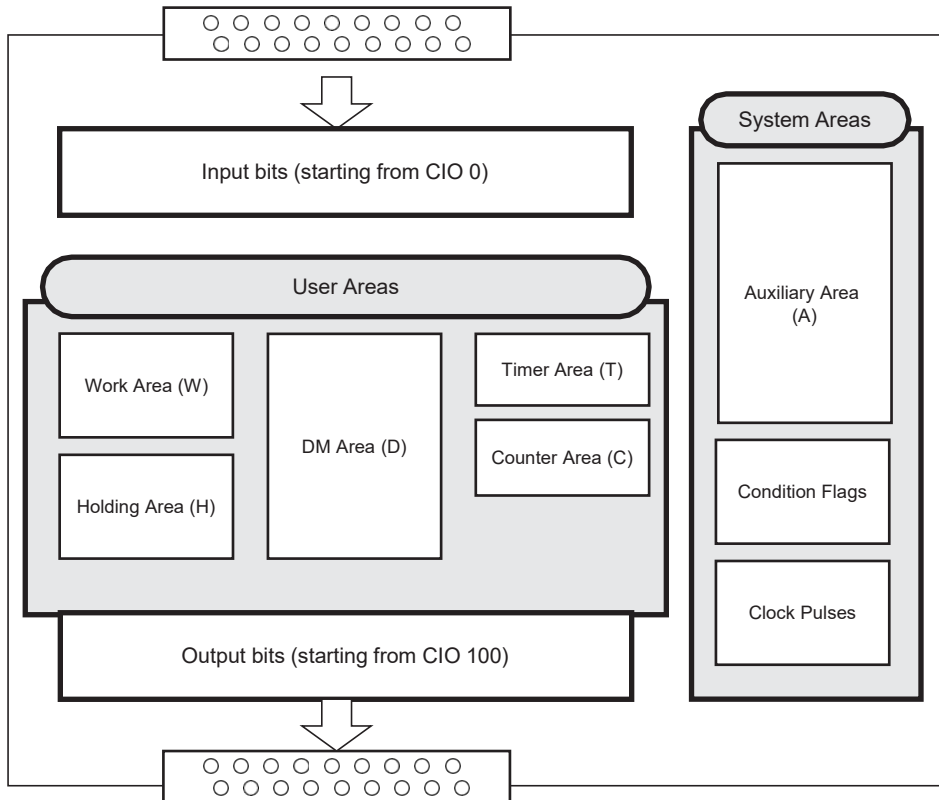 Input bits (starting from CIO 0)
User Areas
Work Area (W)
Holding Area (H)
DM Area (D)
Timer Area (T)
Counter Area (C)
Output bits (starting from CIO 100)
System Areas
Auxiliary Area
(A)
Condition Flags
Clock Pulses